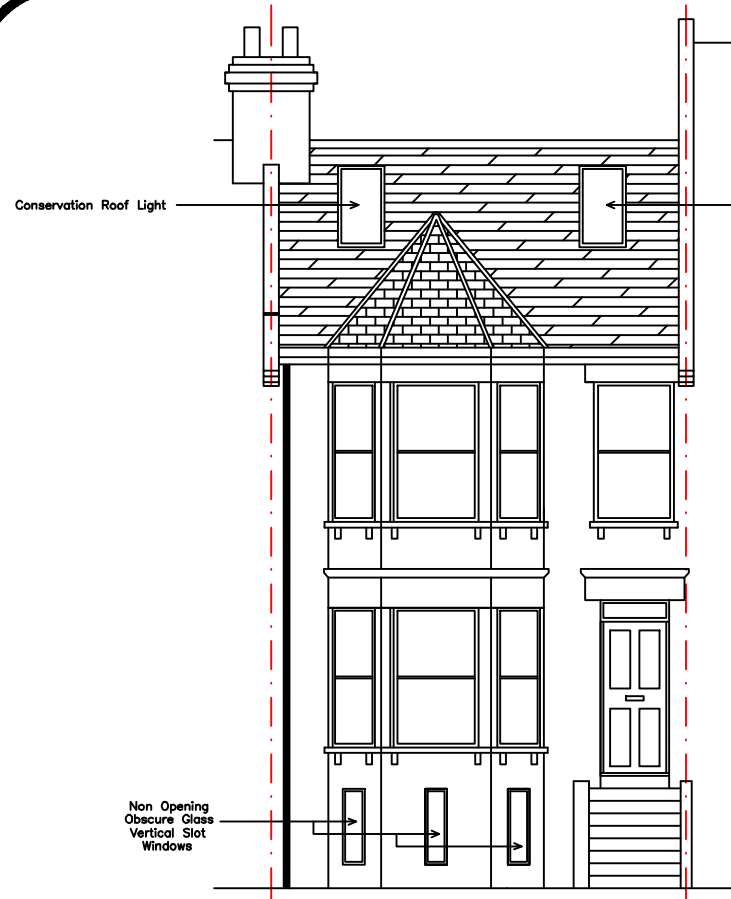 Conservation Roof Light
Non Opening
Obscure Glass
Vertical Slot
Windows